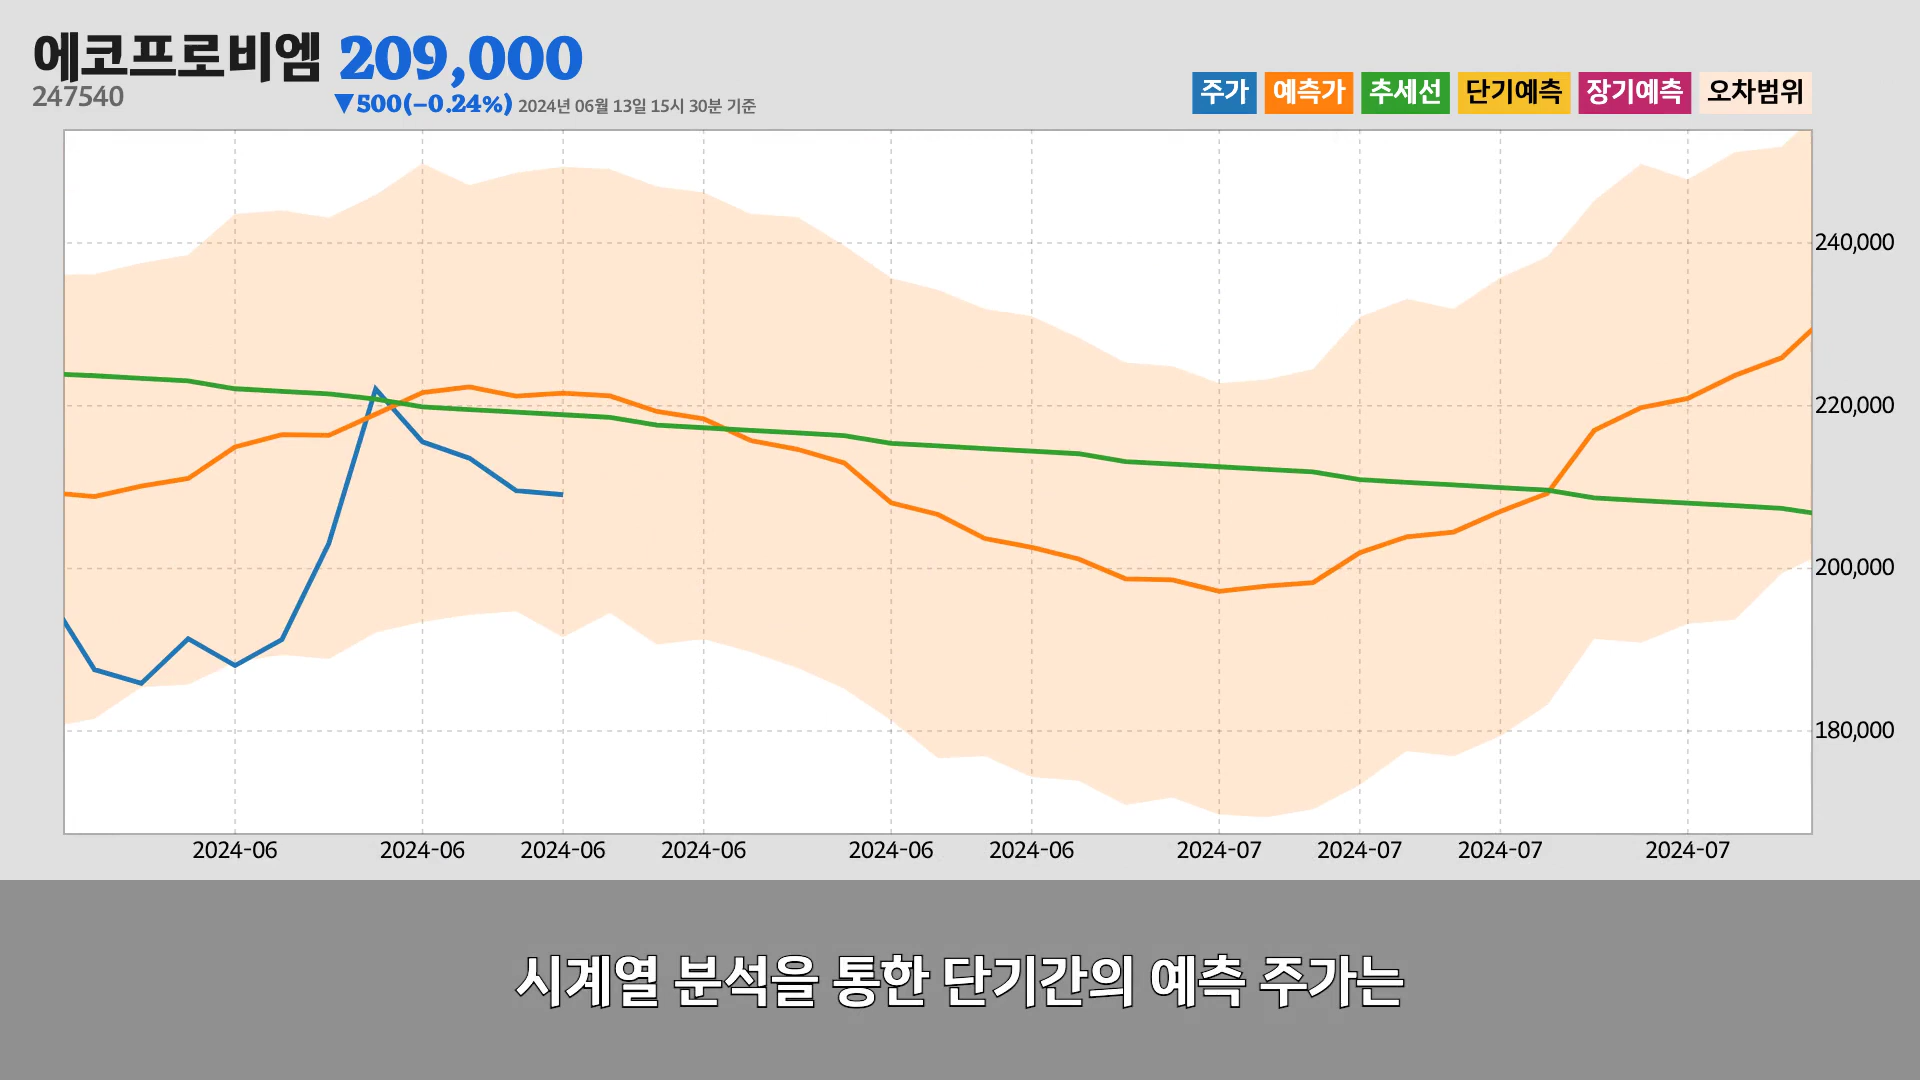 에코프로비엠 209,000
247540
▼500(−0.24%) 2024년 06월 13일 15시 30분 기준
주가 예측가 추세선 단기예측 장기예측 오차범위
240,000
220,000
200,000
180,000
2024-06 2024-06 2024-06 2024-06 2024-06 2024-06 2024-07 2024-07 2024-07 2024-07
시계열 분석을 통한 단기간의 예측 주가는